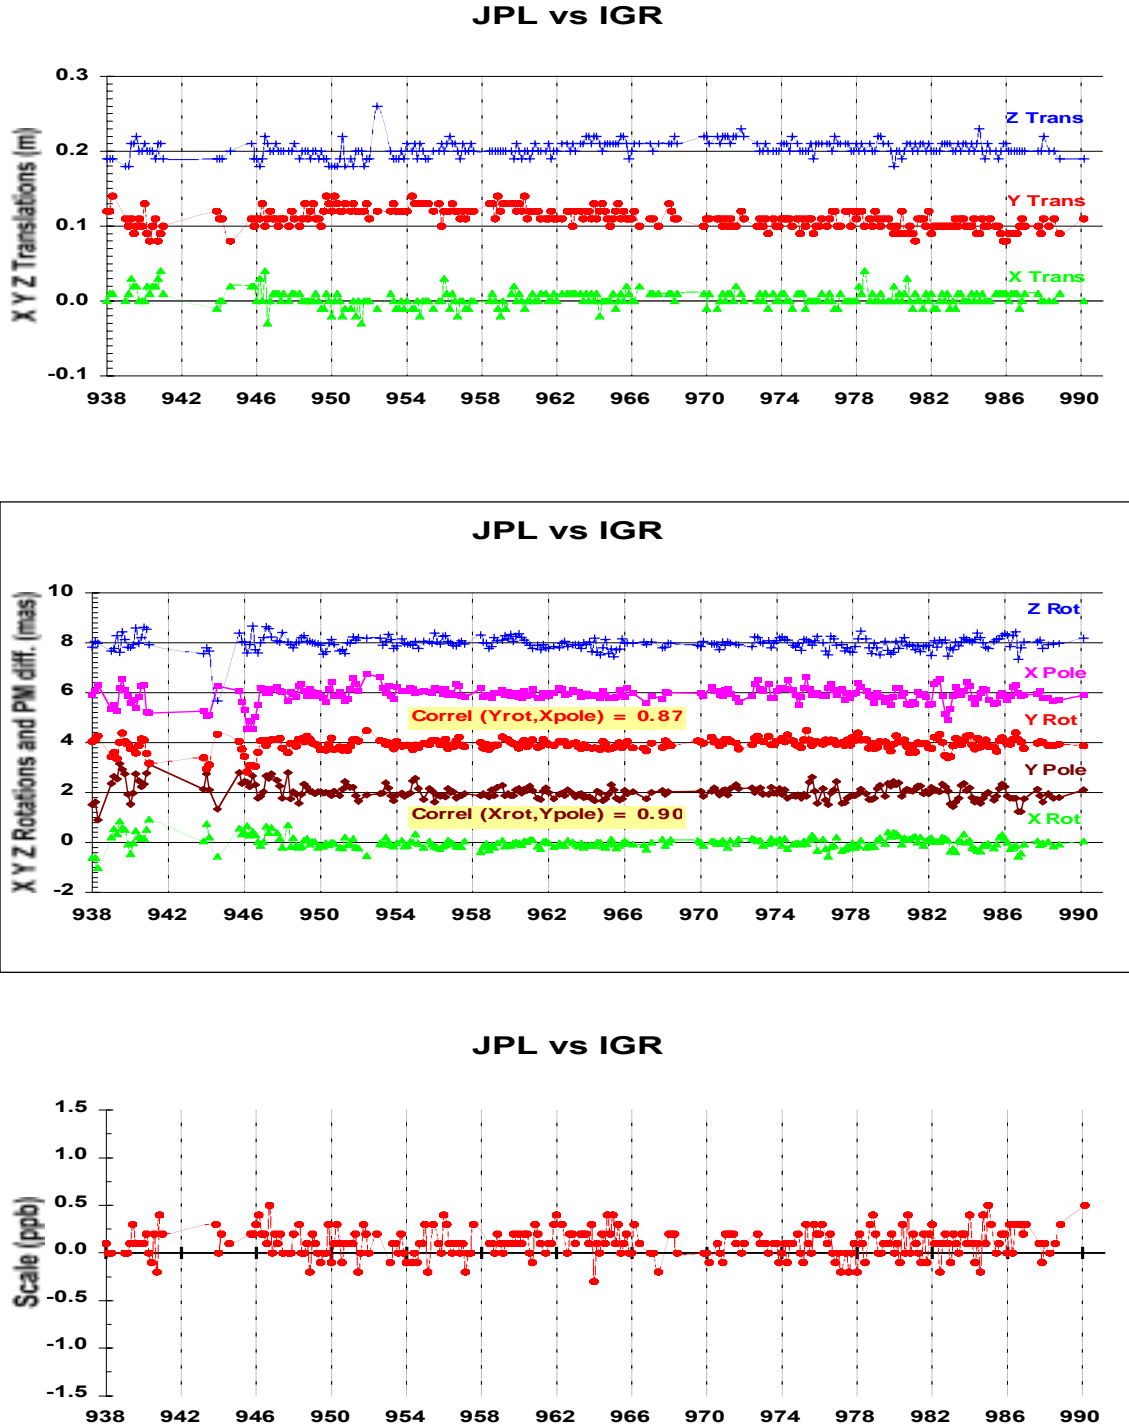 JPL vs IGR
X Y Z Translations (m)
0.3
0.2
0.1
0.0
-0.1
Z Trans
Y Trans
X Trans
938 942 946 950 954 958 962 966 970 974 978 982 986 990
JPL vs IGR
X Y Z Rotations and PM diff. (mas)
10
8
6
4
2
0
-2
Z Rot
X Pole
Correl (Yrot,Xpole) = 0.87
Y Rot
Y Pole
Correl (Xrot,Ypole) = 0.90
X Rot
938 942 946 950 954 958 962 966 970 974 978 982 986 990
JPL vs IGR
Scale (ppb)
1.5
1.0
0.5
0.0
-0.5
-1.0
-1.5
938 942 946 950 954 958 962 966 970 974 978 982 986 990